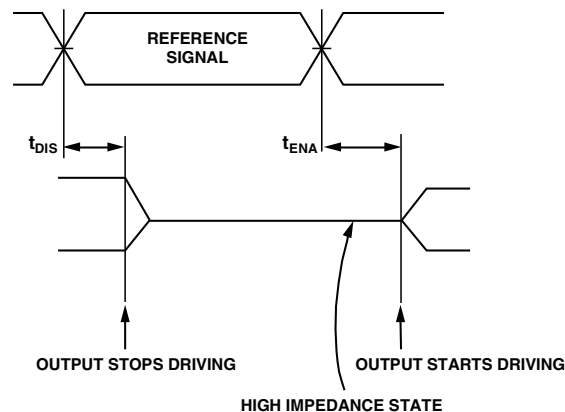 REFERENCE
SIGNAL
tDIS
tENA
OUTPUT STOPS DRIVING
OUTPUT STARTS DRIVING
HIGH IMPEDANCE STATE